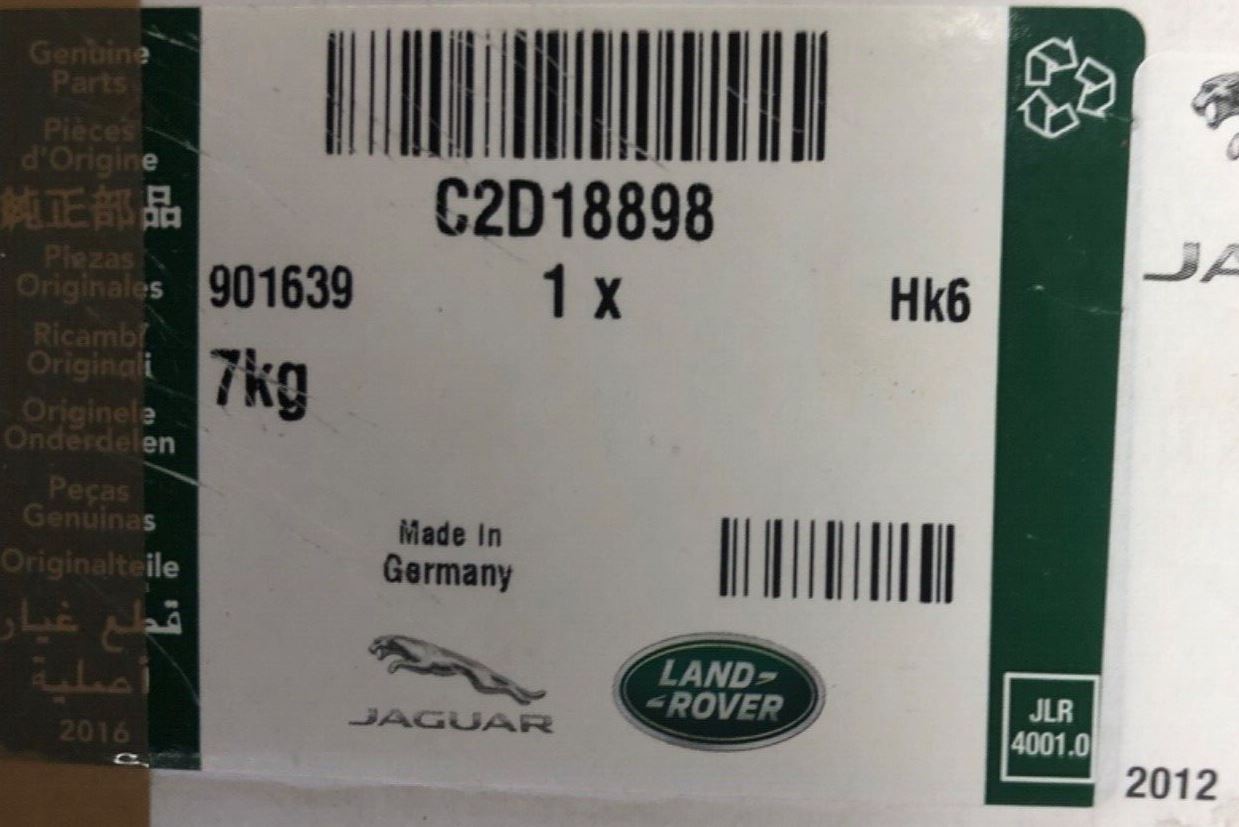 Genuine
Parts
Pièces
d'Origine
純正部品
Piezas
Originales
Ricambi
Originali
Originele
Onderdelen
Peças
Genuinas
Originalteile
قطع غيار
أصلية
2016
C2D18898
901639 1 x Hk6
7kg
Made In
Germany
JAGUAR
LAND-
-ROVER
JLR
4001.0
JA
2012